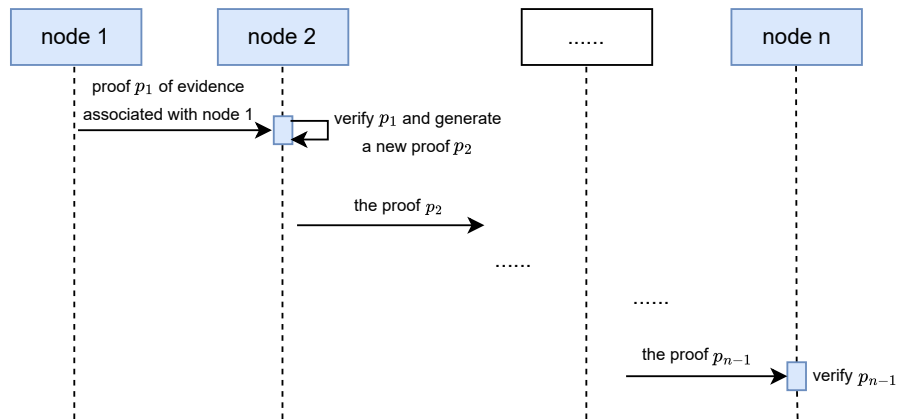 node 1
node 2
......
node n
proof p₁ of evidence
associated with node 1
verify p₁ and generate
a new proof p₂
the proof p₂
......
......
the proof pₙ₋₁
verify pₙ₋₁